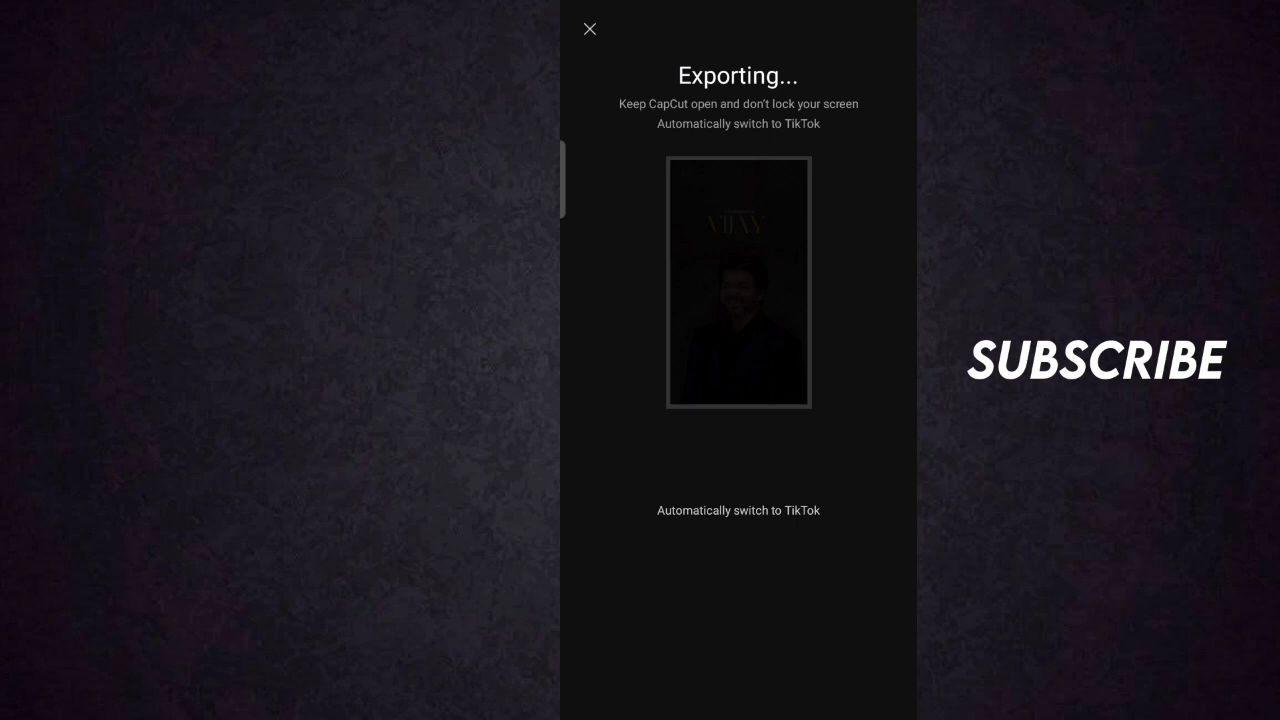 Exporting...
Keep CapCut open and don't lock your screen
Automatically switch to TikTok
VIJAY
SUBSCRIBE
Automatically switch to TikTok